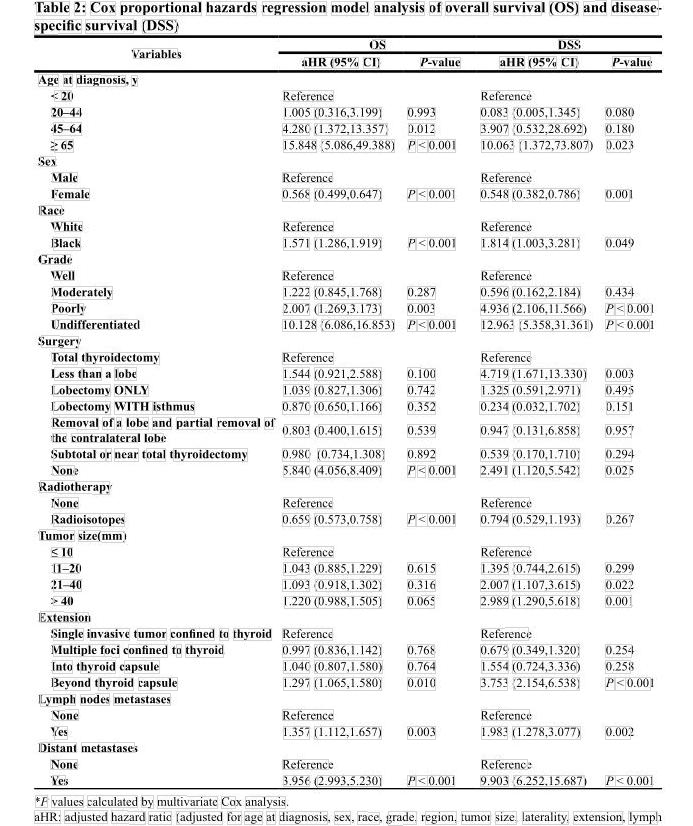 Table 2: Cox proportional hazards regression model analysis of overall survival (OS) and disease-
specific survival (DSS)
Variables OS DSS
aHR (95% CI) P-value aHR (95% CI) P-value
Age at diagnosis, y
< 20 Reference Reference
20–44 1.005 (0.316,3.199) 0.993 0.083 (0.005,1.345) 0.080
45–64 4.280 (1.372,13.357) 0.012 3.907 (0.532,28.692) 0.180
≥ 65 15.848 (5.086,49.388) P < 0.001 10.063 (1.372,73.807) 0.023
Sex
Male Reference Reference
Female 0.568 (0.499,0.647) P < 0.001 0.548 (0.382,0.786) 0.001
Race
White Reference Reference
Black 1.571 (1.286,1.919) P < 0.001 1.814 (1.003,3.281) 0.049
Grade
Well Reference Reference
Moderately 1.222 (0.845,1.768) 0.287 0.596 (0.162,2.184) 0.434
Poorly 2.007 (1.269,3.173) 0.003 4.936 (2.106,11.566) P < 0.001
Undifferentiated 10.128 (6.086,16.853) P < 0.001 12.963 (5.358,31.361) P < 0.001
Surgery
Total thyroidectomy Reference Reference
Less than a lobe 1.544 (0.921,2.588) 0.100 4.719 (1.671,13.330) 0.003
Lobectomy ONLY 1.039 (0.827,1.306) 0.742 1.325 (0.591,2.971) 0.495
Lobectomy WITH isthmus 0.870 (0.650,1.166) 0.352 0.234 (0.032,1.702) 0.151
Removal of a lobe and partial removal of
the contralateral lobe 0.803 (0.400,1.615) 0.539 0.947 (0.131,6.858) 0.957
Subtotal or near total thyroidectomy 0.980 (0.734,1.308) 0.892 0.539 (0.170,1.710) 0.294
None 5.840 (4.056,8.409) P < 0.001 2.491 (1.120,5.542) 0.025
Radiotherapy
None Reference Reference
Radioisotopes 0.659 (0.573,0.758) P < 0.001 0.794 (0.529,1.193) 0.267
Tumor size(mm)
≤ 10 Reference Reference
11–20 1.043 (0.885,1.229) 0.615 1.395 (0.744,2.615) 0.299
21–40 1.093 (0.918,1.302) 0.316 2.007 (1.107,3.615) 0.022
> 40 1.220 (0.988,1.505) 0.065 2.989 (1.290,5.618) 0.001
Extension
Single invasive tumor confined to thyroid Reference Reference
Multiple foci confined to thyroid 0.997 (0.836,1.142) 0.768 0.679 (0.349,1.320) 0.254
Into thyroid capsule 1.040 (0.807,1.580) 0.764 1.554 (0.724,3.336) 0.258
Beyond thyroid capsule 1.297 (1.065,1.580) 0.010 3.753 (2.154,6.538) P < 0.001
Lymph nodes metastases
None Reference Reference
Yes 1.357 (1.112,1.657) 0.003 1.983 (1.278,3.077) 0.002
Distant metastases
None Reference Reference
Yes 3.956 (2.993,5.230) P < 0.001 9.903 (6.252,15.687) P < 0.001
*P values calculated by multivariate Cox analysis.
aHR: adjusted hazard ratio (adjusted for age at diagnosis, sex, race, grade, region, tumor size, laterality, extension, lymph